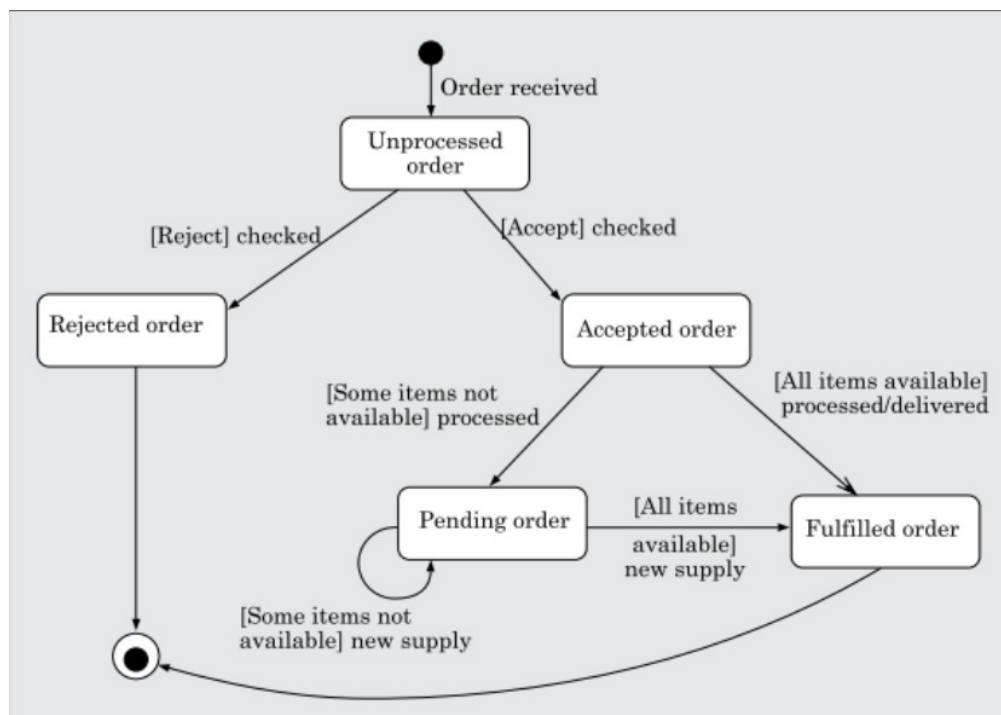 Order received
Unprocessed
order
[Reject] checked
[Accept] checked
Rejected order
Accepted order
[Some items not
available] processed
[All items available]
processed/delivered
Pending order
[All items
available]
new supply
Fulfilled order
[Some items not
available] new supply